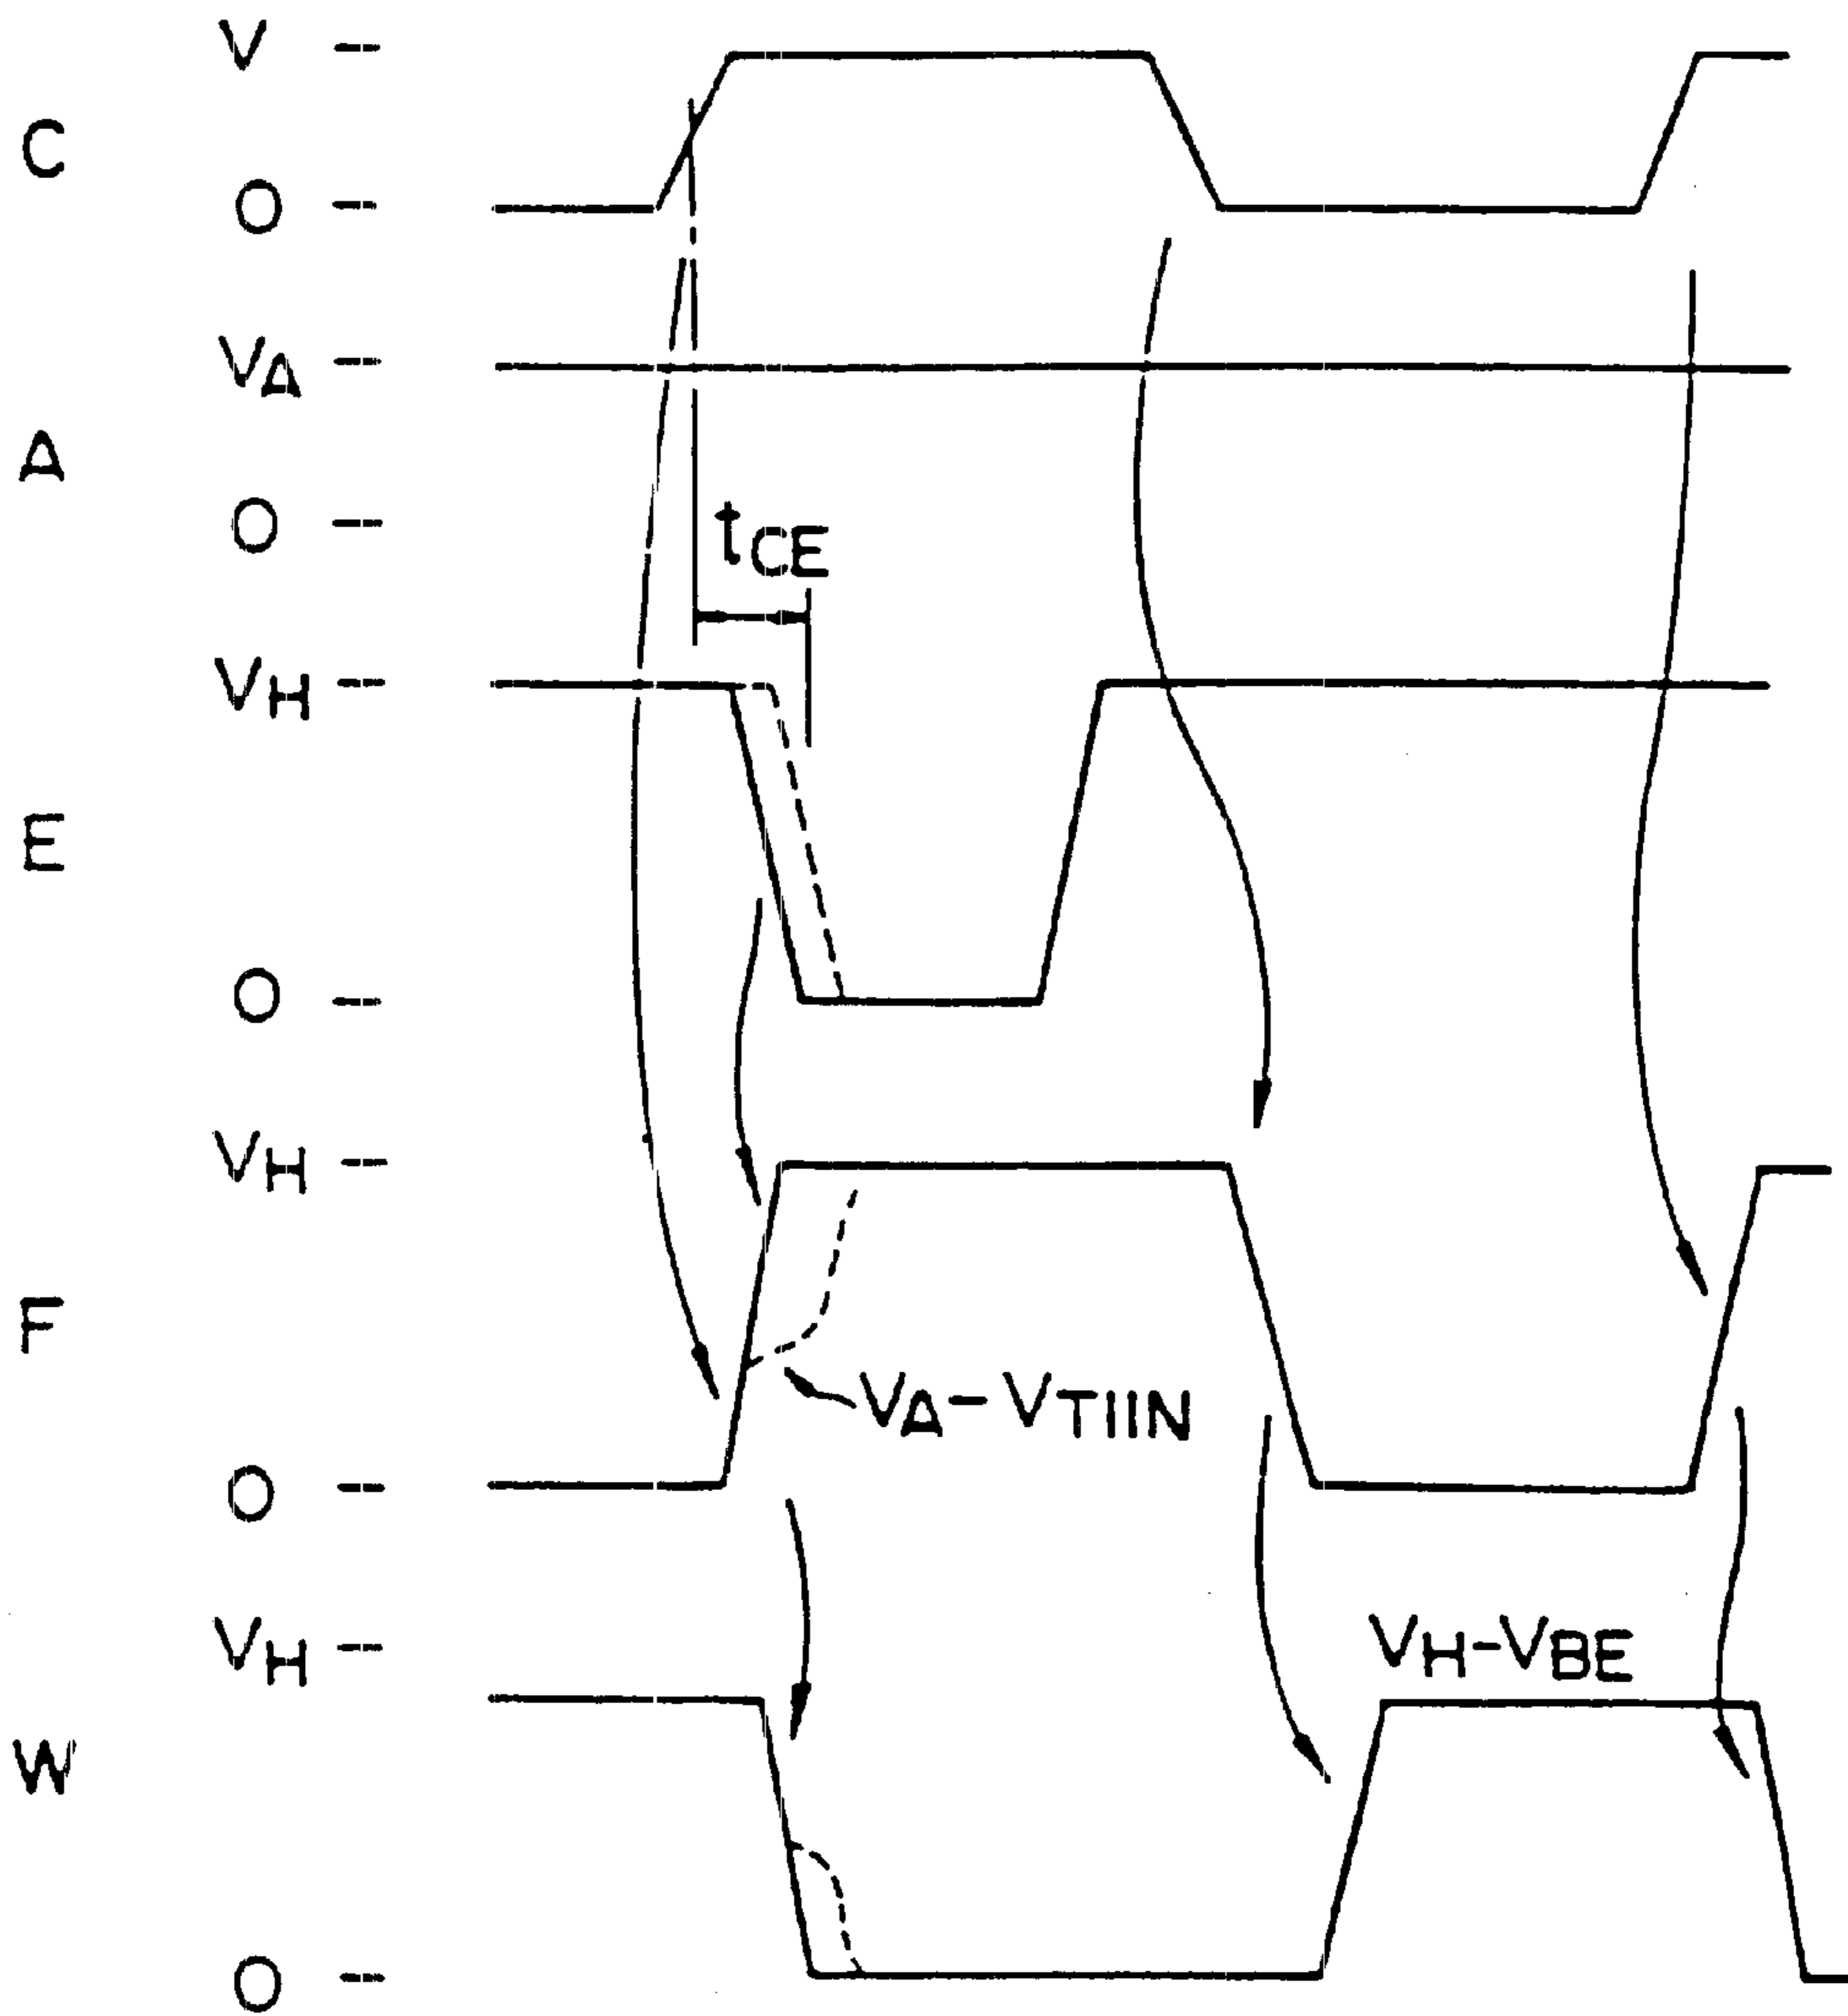 V –
C
O –
VA –
A
O –
tCE
VH –
E
O –
VH –
F
VA–VTIIN
O –
VH –
VH–VBE
W
O –